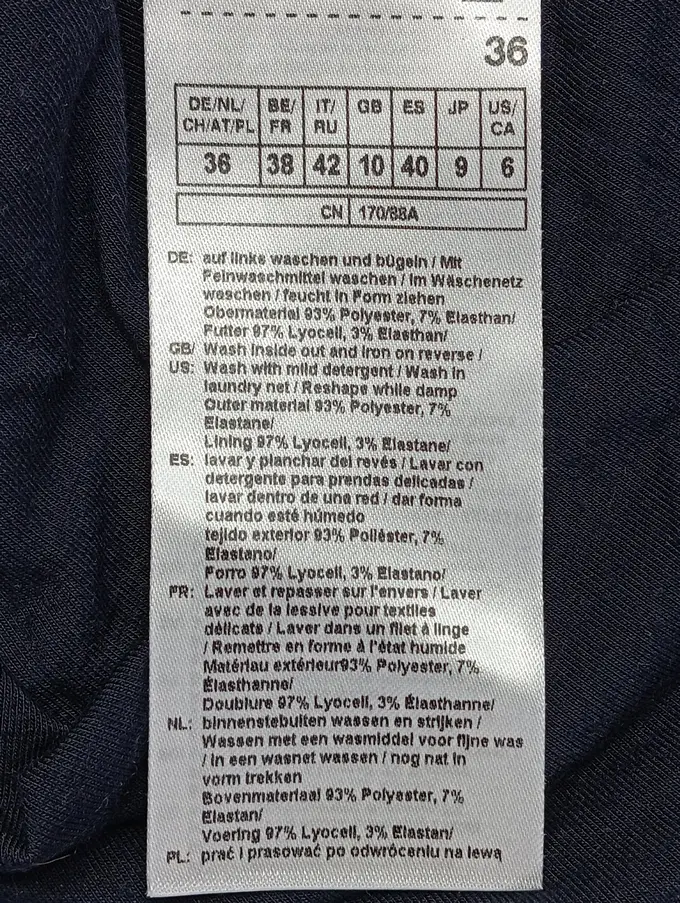 36
DE/NL/ CH/AT/PL BE/ FR IT/ RU GB ES JP US/ CA
36 38 42 10 40 9 6
CN 170/88A
DE: auf links waschen und bügeln / Mit
Feinwaschmittel waschen / Im Wäschenetz
waschen / feucht in Form ziehen
Obermaterial 93% Polyester, 7% Elasthan/
Futter 97% Lyocell, 3% Elasthan/
GB/ Wash inside out and iron on reverse /
US: Wash with mild detergent / Wash in
laundry net / Reshape while damp
Outer material 93% Polyester, 7%
Elastane/
Lining 97% Lyocell, 3% Elastane/
ES: lavar y planchar del revés / Lavar con
detergente para prendas delicadas /
lavar dentro de una red / dar forma
cuando esté húmedo
tejido exterior 93% Poliéster, 7%
Elastano/
Forro 97% Lyocell, 3% Elastano/
FR: Laver et repasser sur l'envers / Laver
avec de la lessive pour textiles
délicats / Laver dans un filet à linge
/ Remettre en forme à l'état humide
Matériau extérieur93% Polyester, 7%
Élasthanne/
Doublure 97% Lyocell, 3% Élasthanne/
NL: binnenstebuiten wassen en strijken /
Wassen met een wasmiddel voor fijne was
/ in een wasnet wassen / nog nat in
vorm trekken
Bovenmateriaal 93% Polyester, 7%
Elastan/
Voering 97% Lyocell, 3% Elastan/
PL: prać i prasować po odwróceniu na lewą